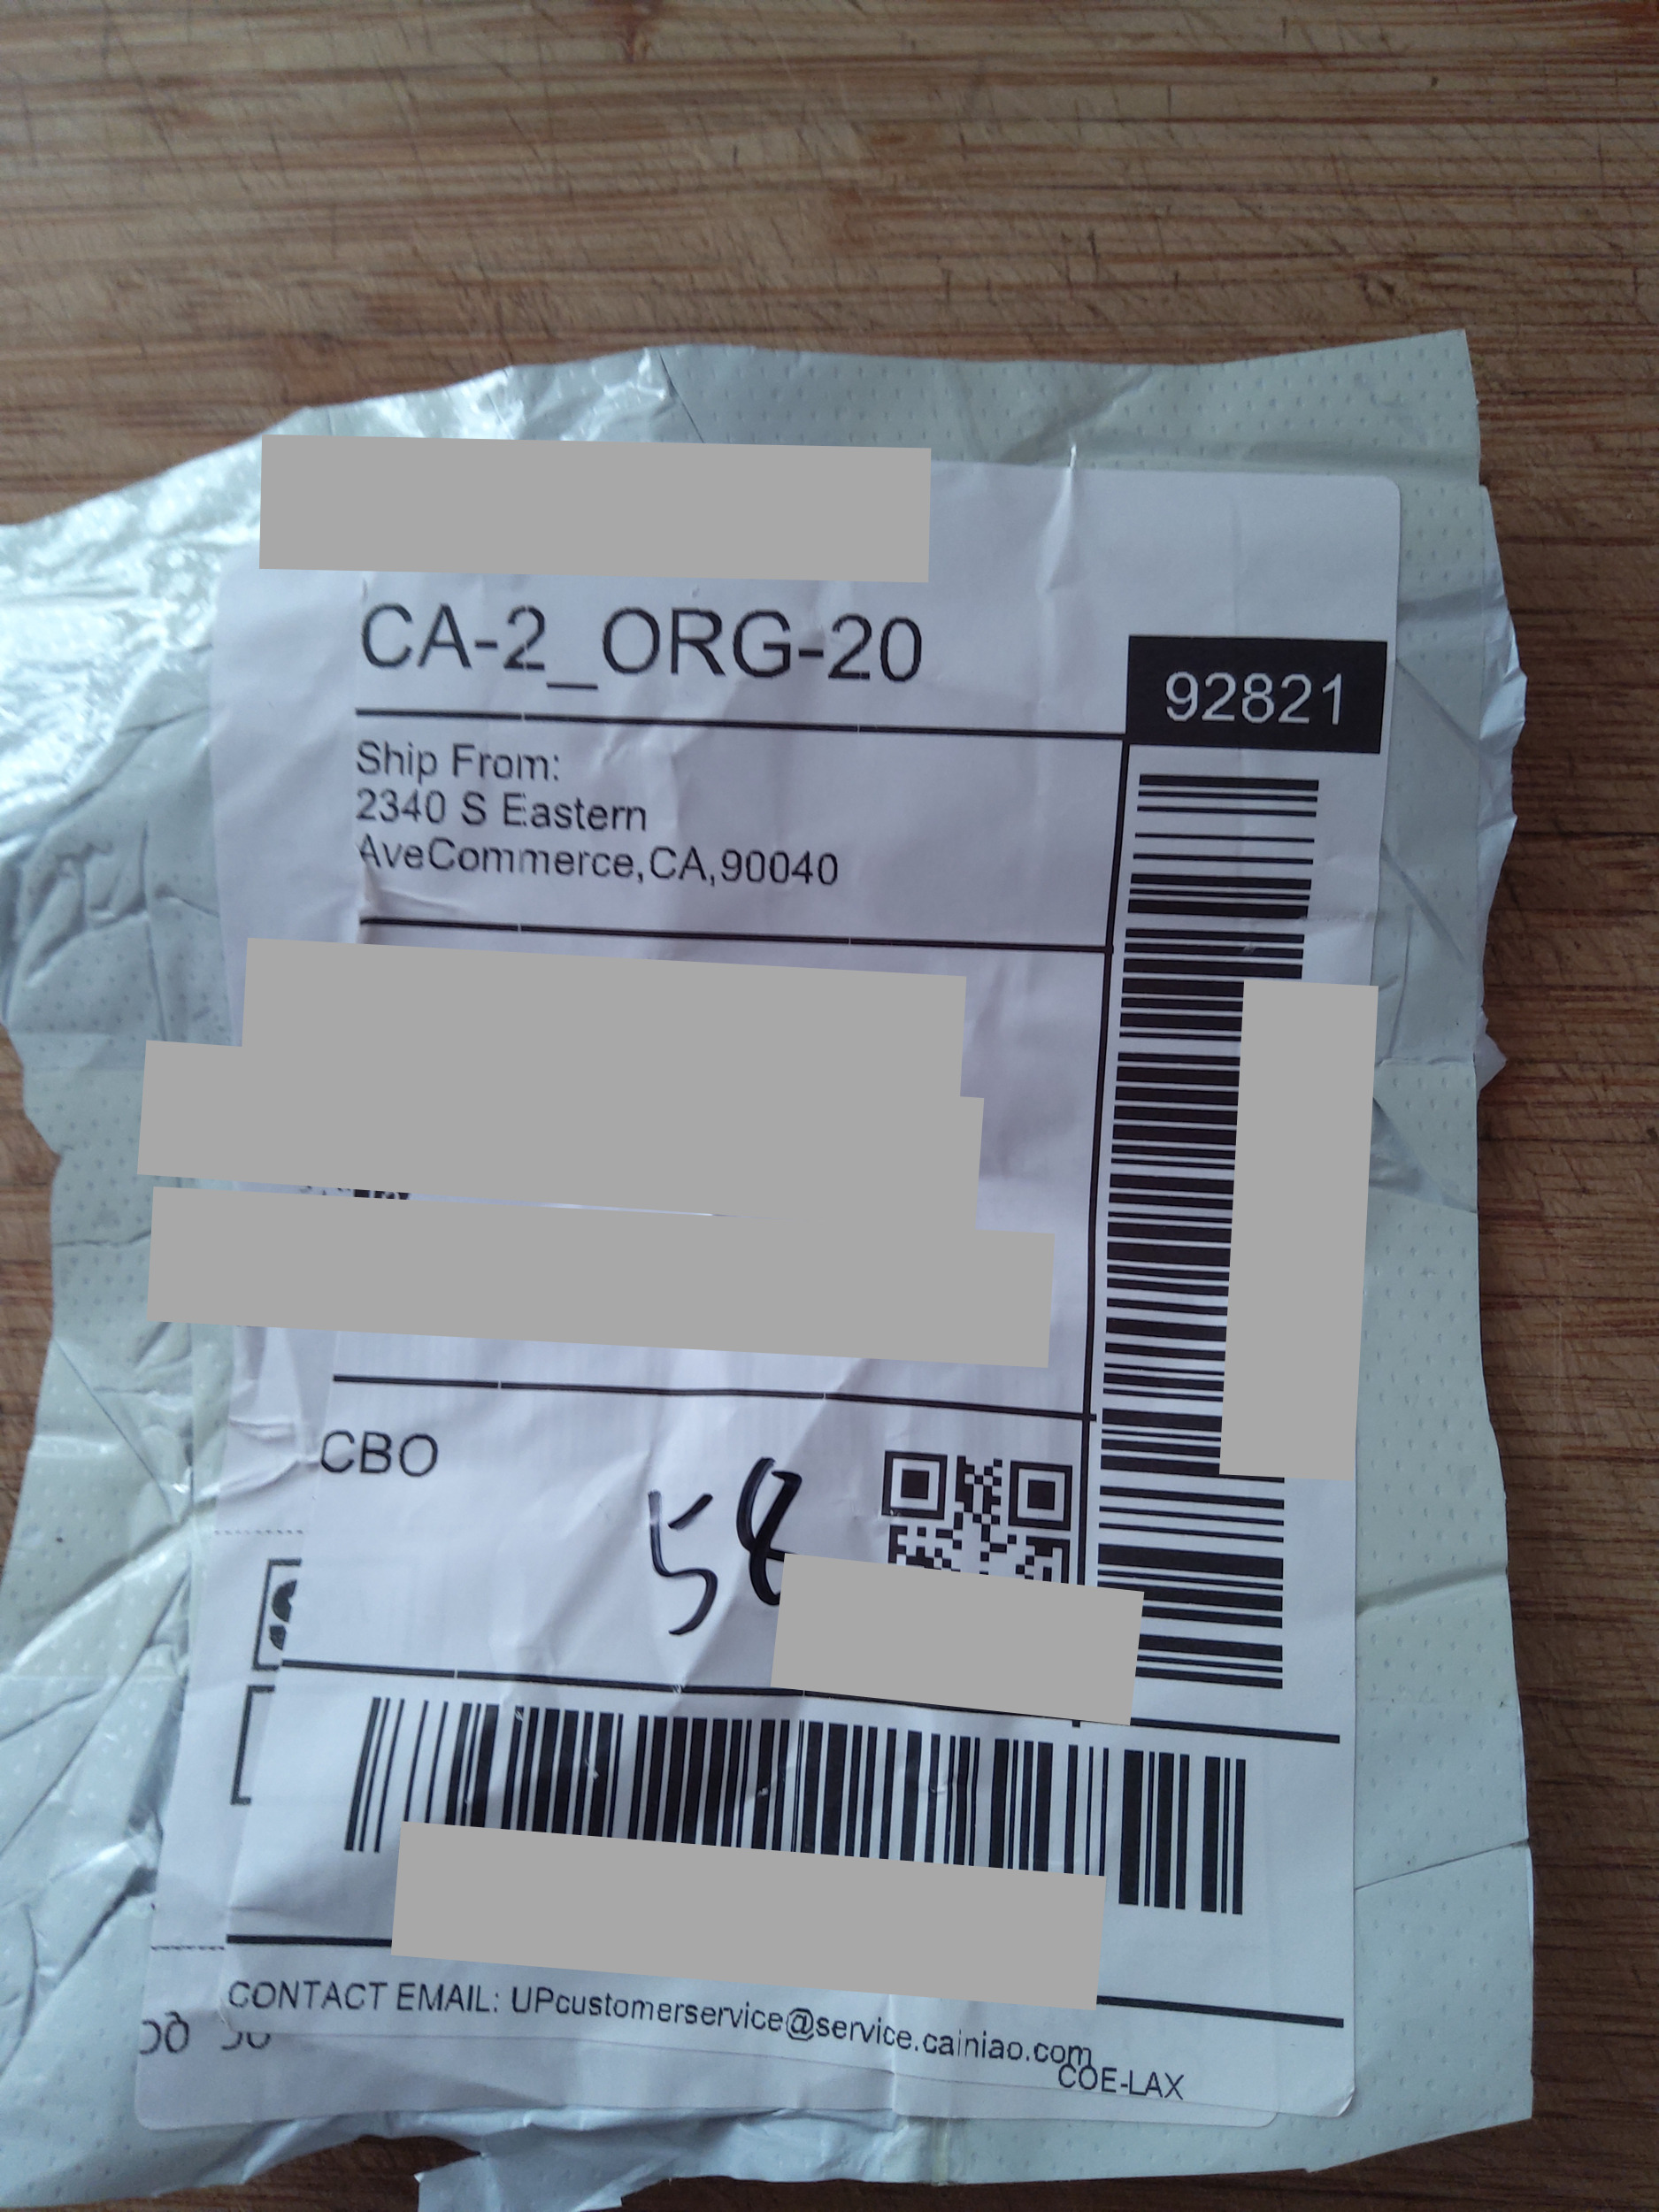 CA-2_ORG-20
92821
Ship From:
2340 S Eastern
AveCommerce,CA,90040
CBO
58
CONTACT EMAIL: UPcustomerservice@service.cainiao.com
COE-LAX